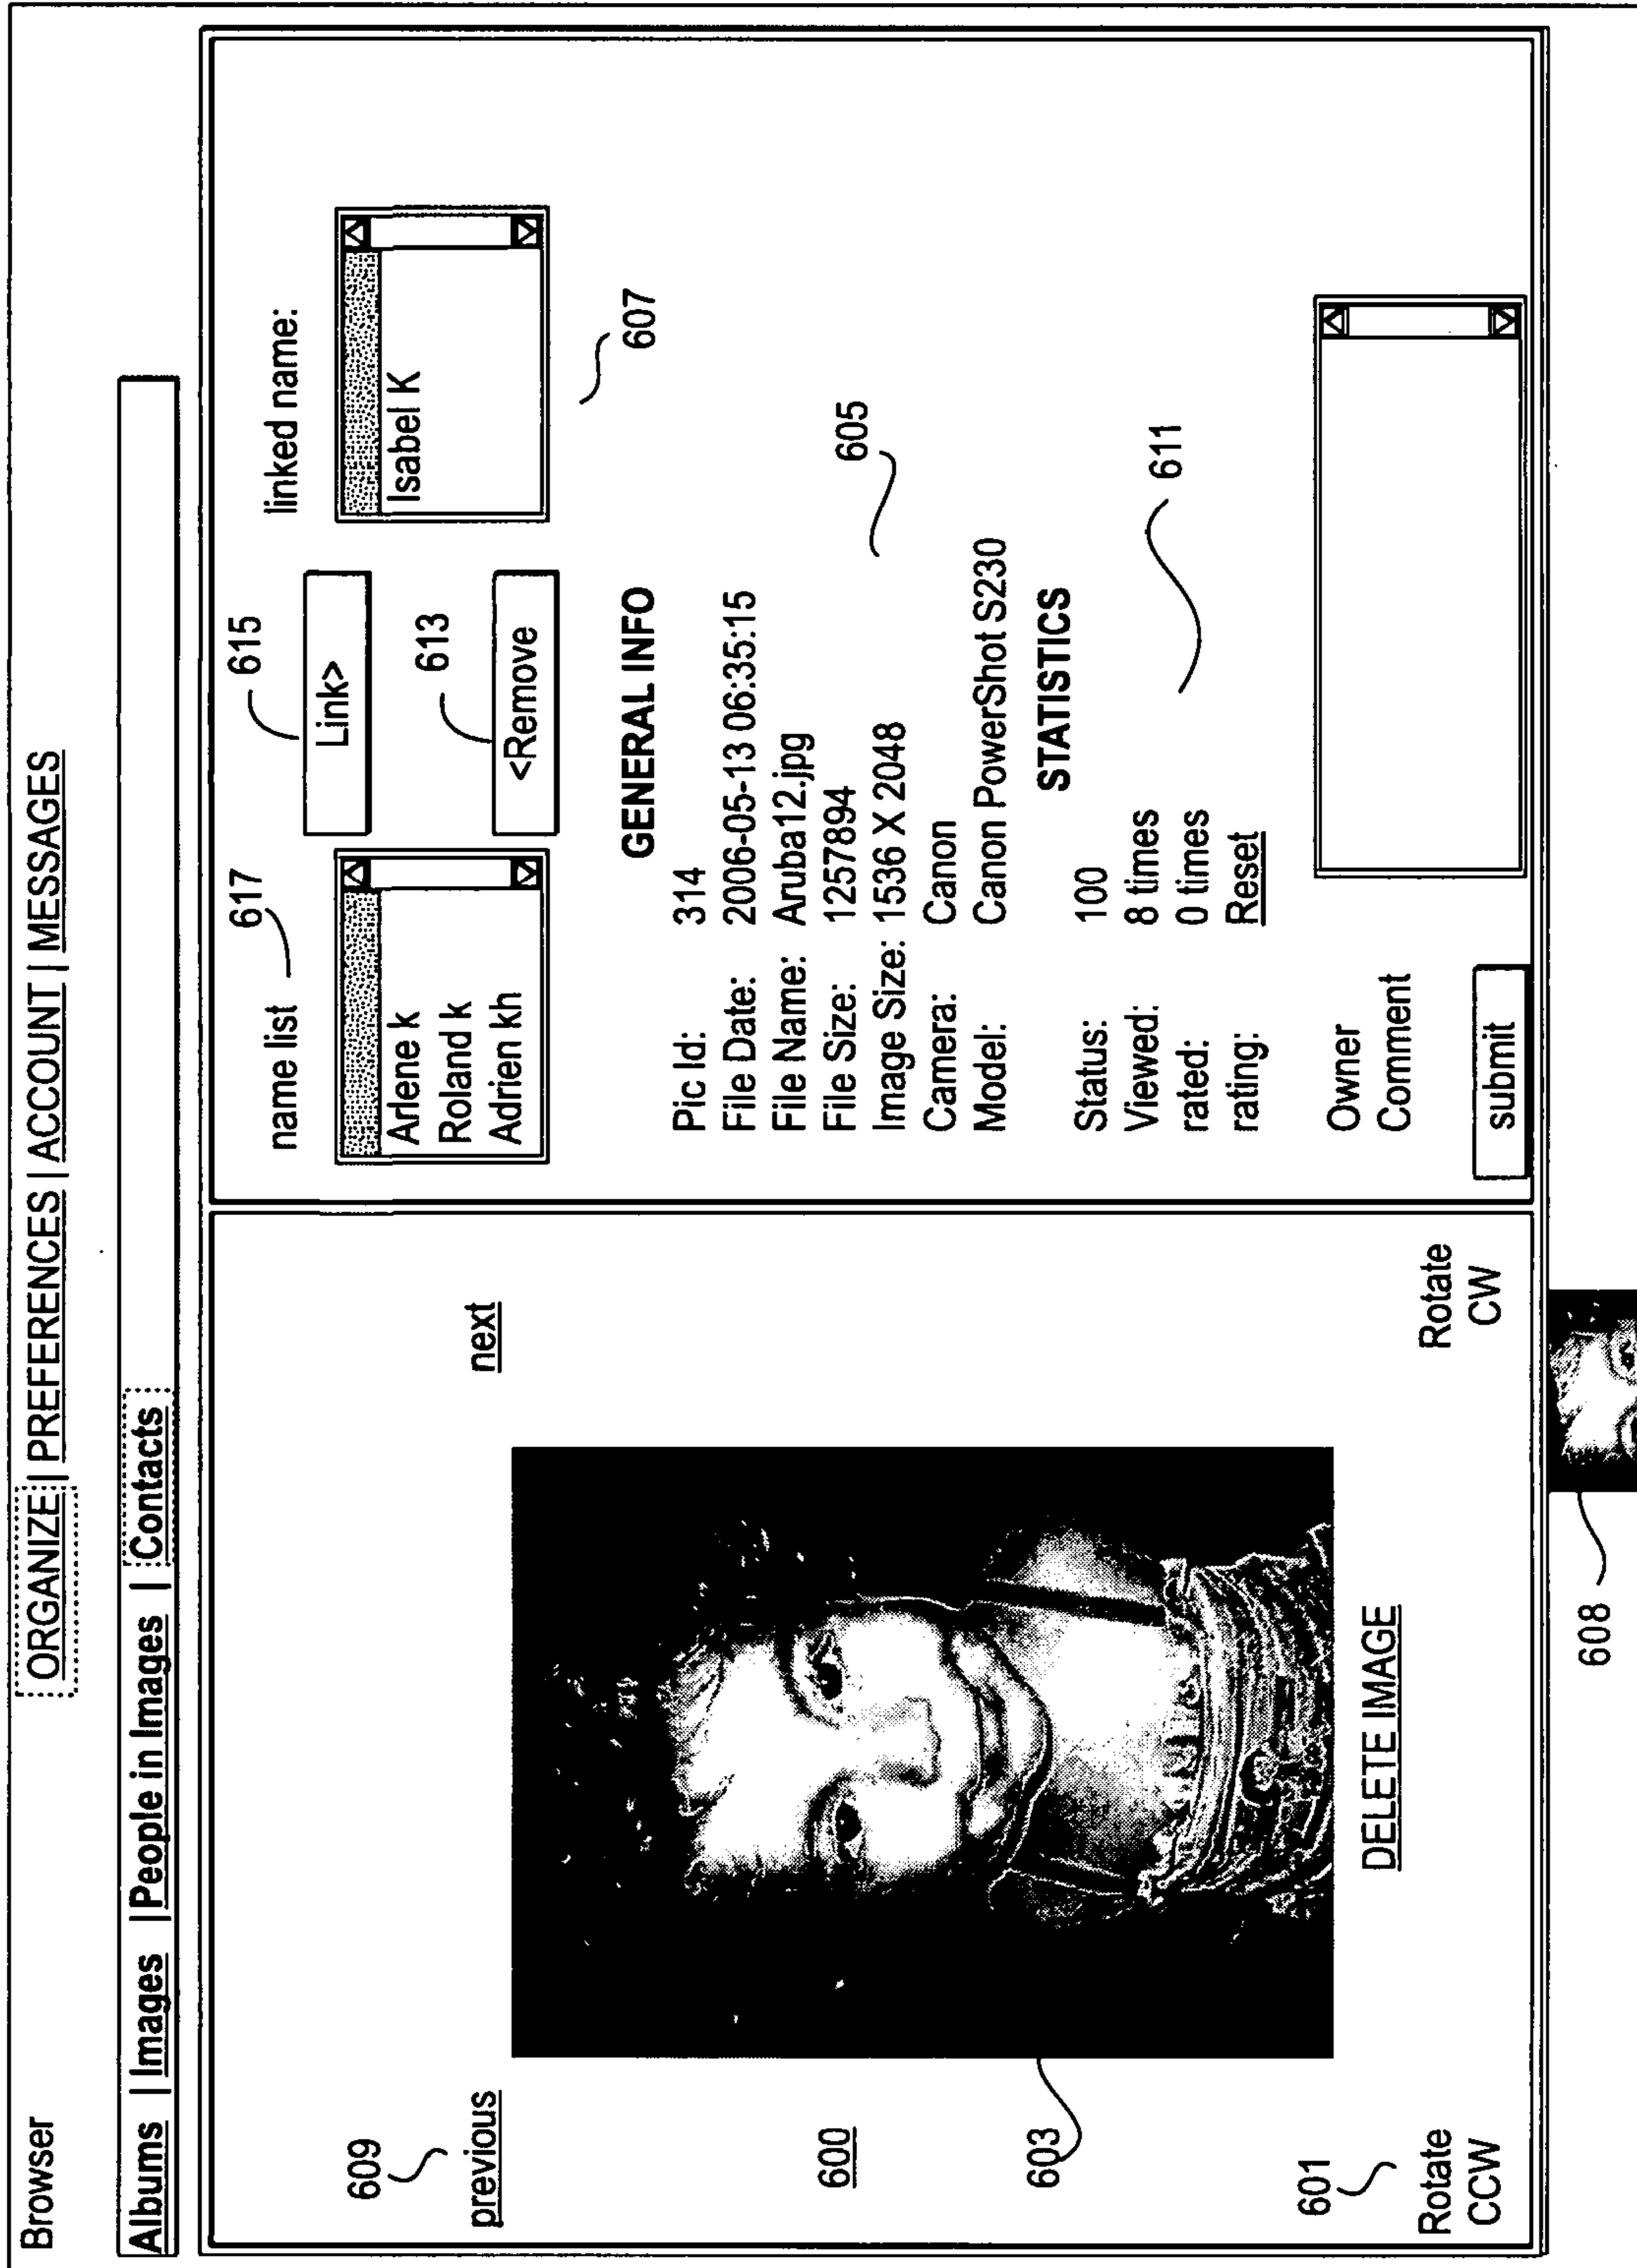 Browser
ORGANIZE | PREFERENCES | ACCOUNT | MESSAGES
Albums | Images | People in Images | Contacts
609
previous
next
600
603
601
Rotate
CCW
DELETE IMAGE
Rotate
CW
608
name list
617
615
linked name:
Arlene k
Roland k
Adrien kh
Link>
613
<Remove
Isabel K
607
GENERAL INFO
Pic Id: 314
File Date: 2006-05-13 06:35:15
File Name: Aruba12.jpg
File Size: 1257894
Image Size: 1536 X 2048
Camera: Canon
Model: Canon PowerShot S230
605
STATISTICS
Status: 100
Viewed: 8 times
rated: 0 times
rating: Reset
611
Owner
Comment
submit